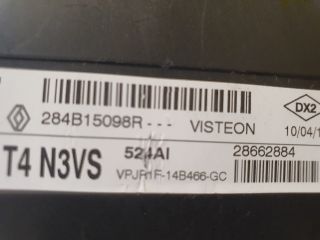 284B15098R--- VISTEON
DX2
10/04/1
T4 N3VS 524AI 28662884
VPJR1F-14B466-GC